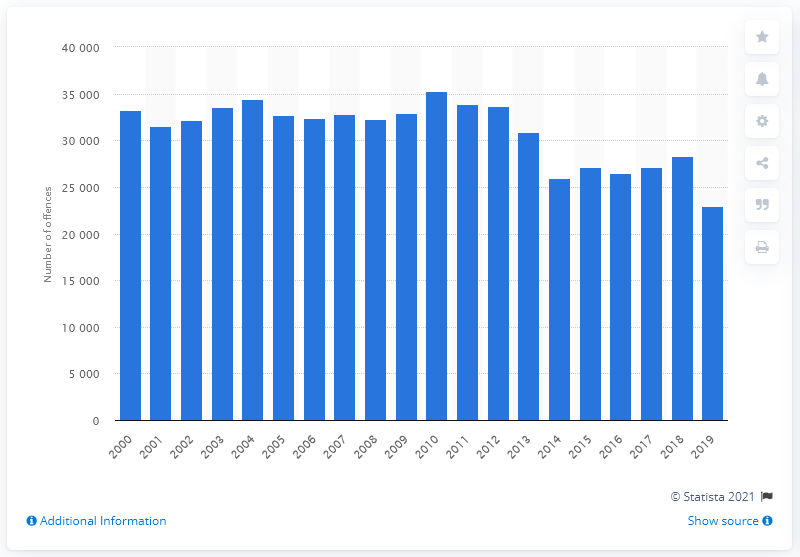 40 000
35 000
30 000
25 000
20 000
15 000
10 000
5 000
0
Number of offences
2000 2001 2002 2003 2004 2005 2006 2007 2008 2009 2010 2011 2012 2013 2014 2015 2016 2017 2018 2019
© Statista 2021
Additional Information
Show source